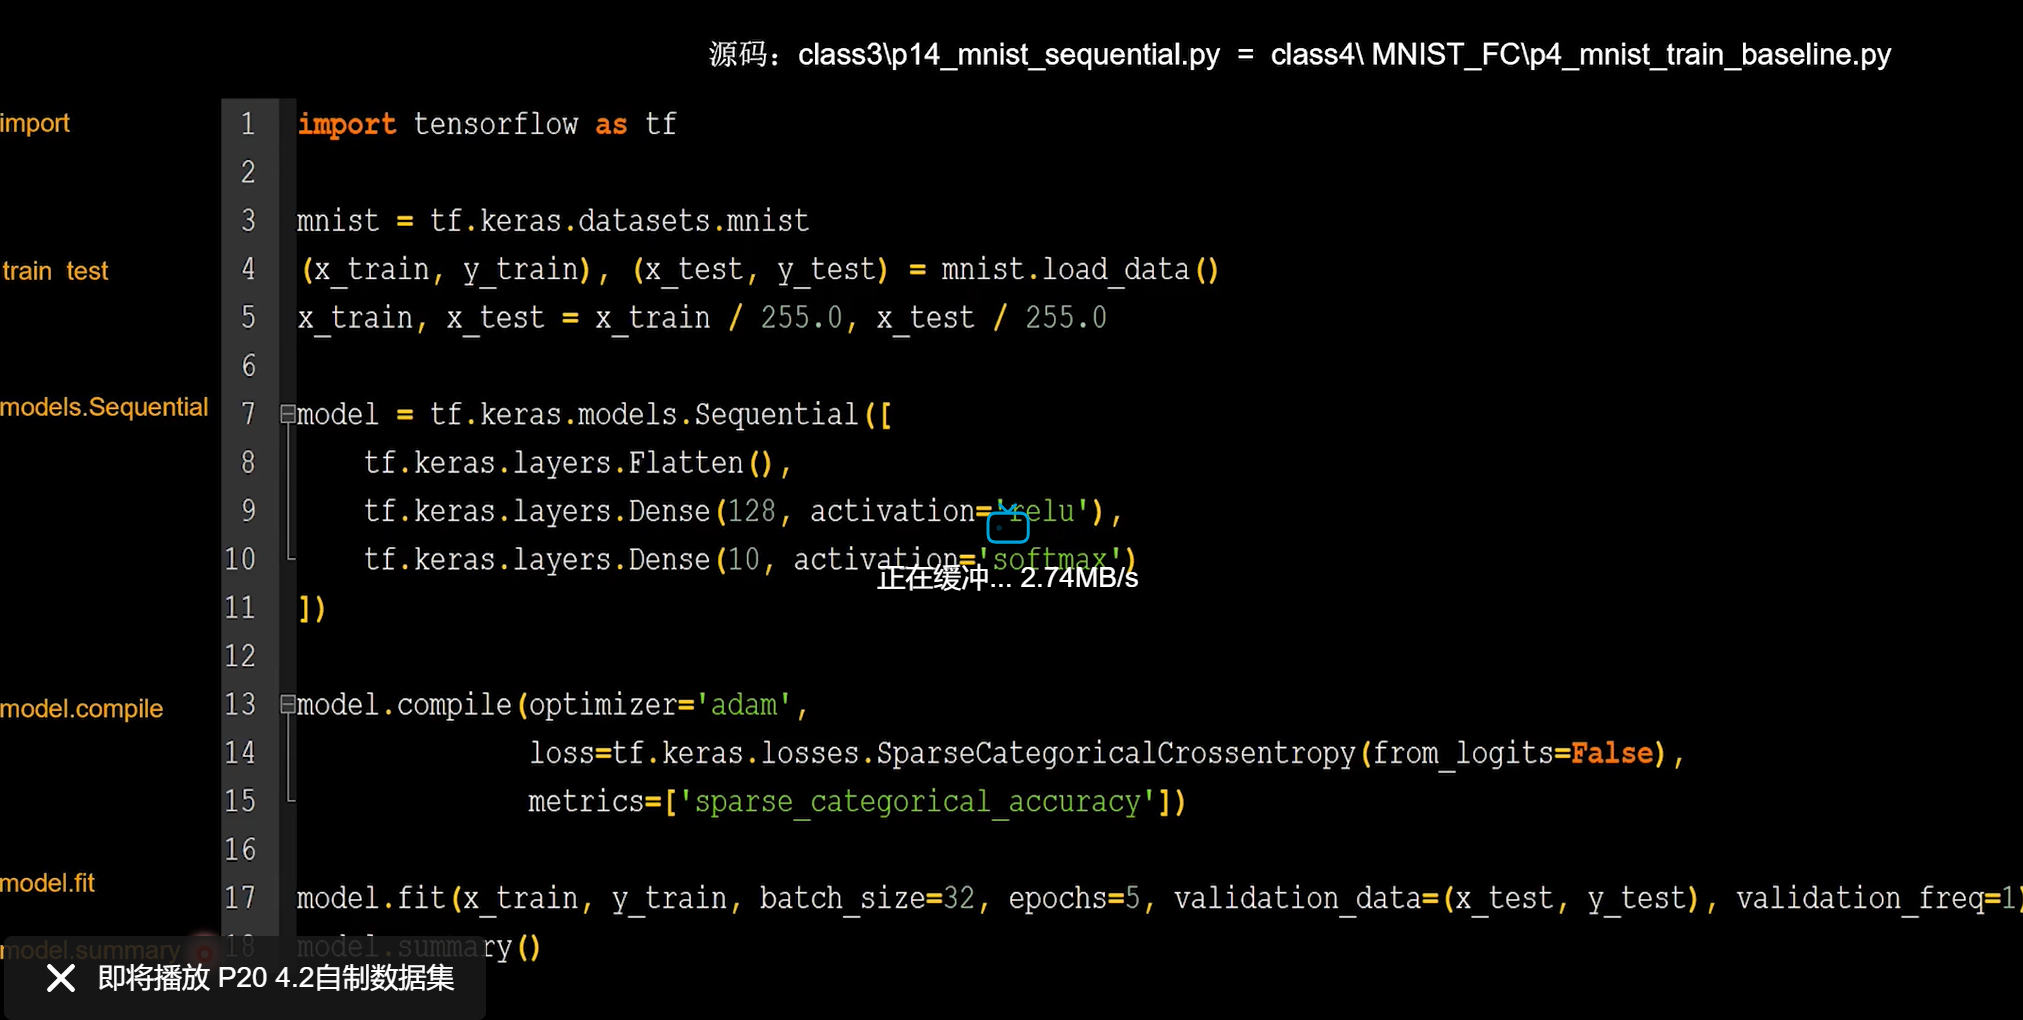 源码：class3\p14_mnist_sequential.py = class4\ MNIST_FC\p4_mnist_train_baseline.py
import
1 import tensorflow as tf
2
3 mnist = tf.keras.datasets.mnist
train test
4 (x_train, y_train), (x_test, y_test) = mnist.load_data()
5 x_train, x_test = x_train / 255.0, x_test / 255.0
6
models.Sequential
7 model = tf.keras.models.Sequential([
8 tf.keras.layers.Flatten(),
9 tf.keras.layers.Dense(128, activation='relu'),
10 tf.keras.layers.Dense(10, activation='softmax')
正在缓冲... 2.74MB/s
11 ])
12
model.compile
13 model.compile(optimizer='adam',
14 loss=tf.keras.losses.SparseCategoricalCrossentropy(from_logits=False),
15 metrics=['sparse_categorical_accuracy'])
16
model.fit
17 model.fit(x_train, y_train, batch_size=32, epochs=5, validation_data=(x_test, y_test), validation_freq=1)
model.summary
18 model.summary()
即将播放 P20 4.2自制数据集